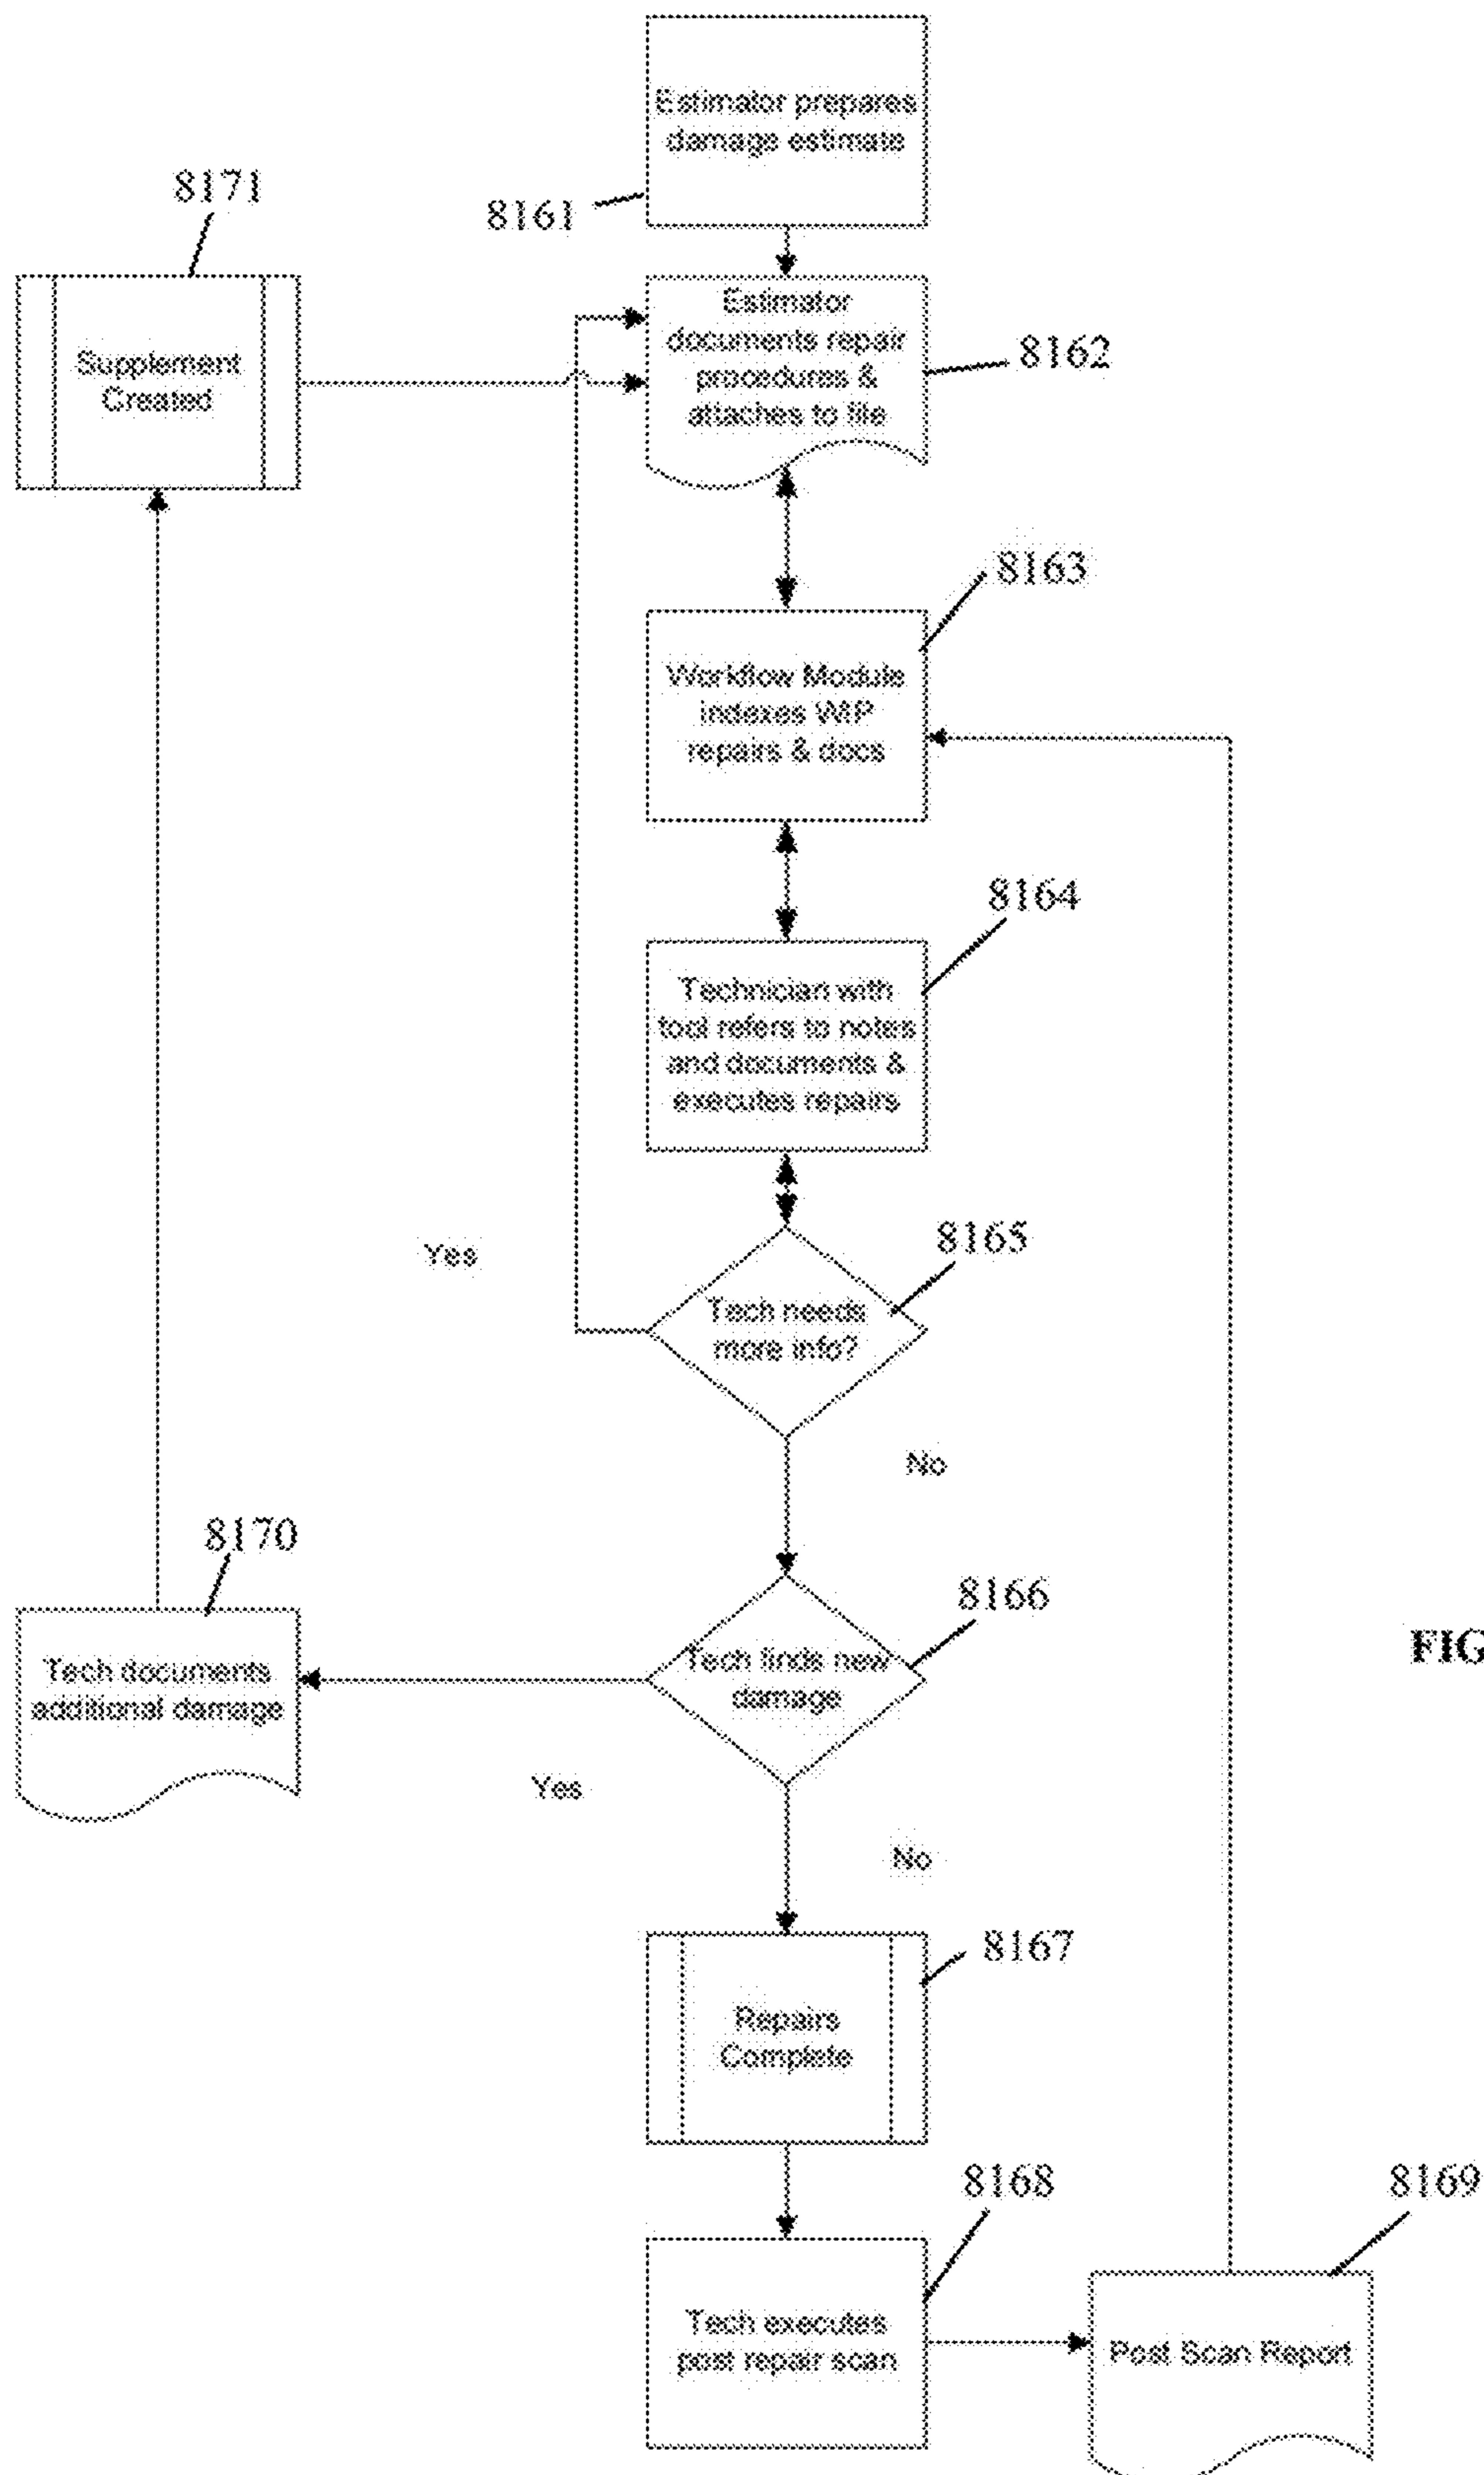 Estimator prepares
damage estimate
8161
8171
Supplement
Created
Estimator
documents repair
procedures &
attaches to file
8162
8163
Workflow Module
indexes WIP
repairs & docs
8164
Technician with
tool refers to notes
and documents &
executes repairs
Yes
8165
Tech needs
more info?
No
8170
Tech documents
additional damage
8166
Tech finds new
damage
FIG
Yes
No
8167
Repairs
Complete
8168
Tech executes
post repair scan
8169
Post Scan Report